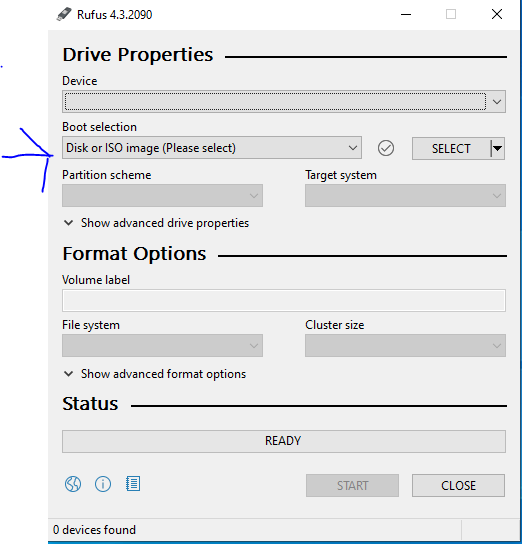 Rufus 4.3.2090
Drive Properties
Device
Boot selection
Disk or ISO image (Please select)
SELECT
Partition scheme Target system
Show advanced drive properties
Format Options
Volume label
File system Cluster size
Show advanced format options
Status
READY
START CLOSE
0 devices found